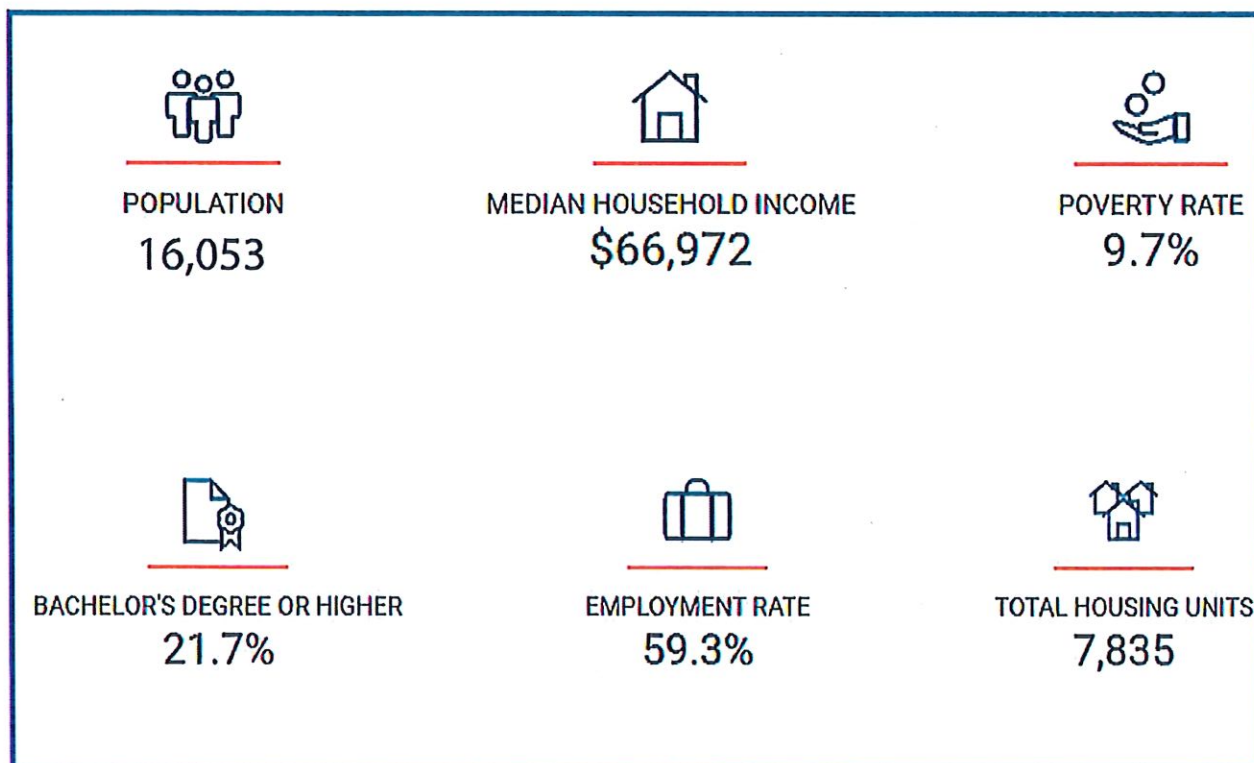 POPULATION
16,053
MEDIAN HOUSEHOLD INCOME
$66,972
POVERTY RATE
9.7%
BACHELOR'S DEGREE OR HIGHER
21.7%
EMPLOYMENT RATE
59.3%
TOTAL HOUSING UNITS
7,835